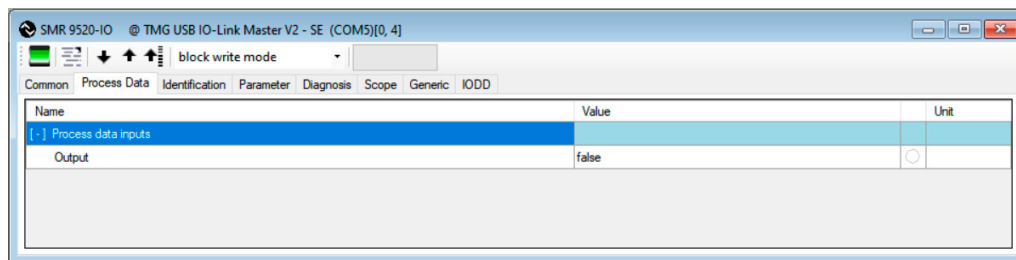 SMR 9520-IO @ TMG USB IO-Link Master V2 - SE (COM5)[0, 4]
block write mode
Common Process Data Identification Parameter Diagnosis Scope Generic IODD
Name Value Unit
[ - ] Process data inputs
Output false